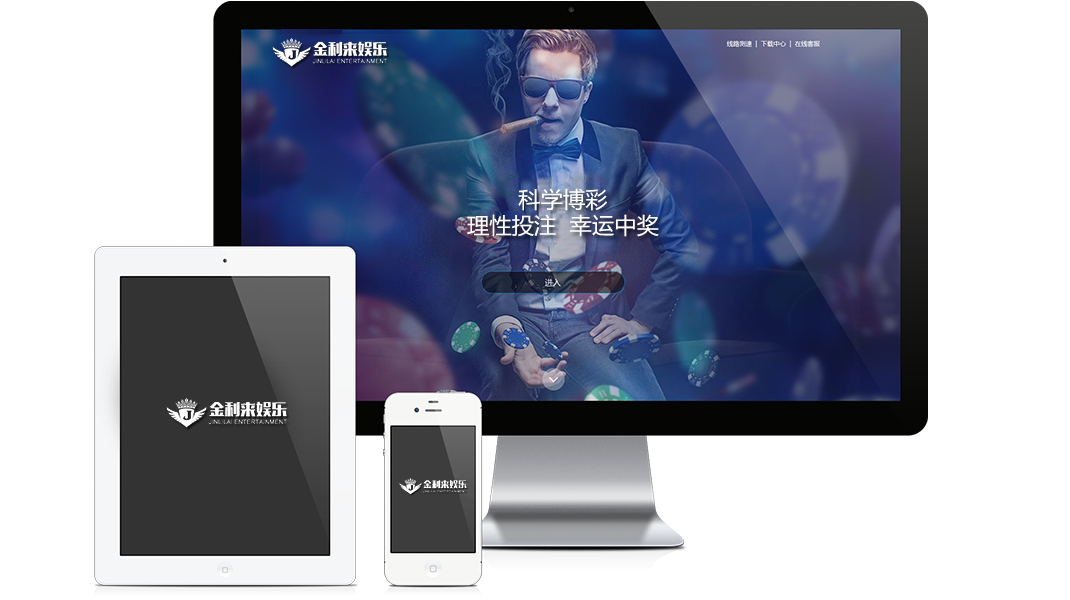 金利来娱乐
JINLILAI ENTERTAINMENT
线路测速 | 下载中心 | 在线客服
科学博彩
理性投注 幸运中奖
进入
J
金利来娱乐
JINLILAI ENTERTAINMENT
金利来娱乐
JINLILAI ENTERTAINMENT